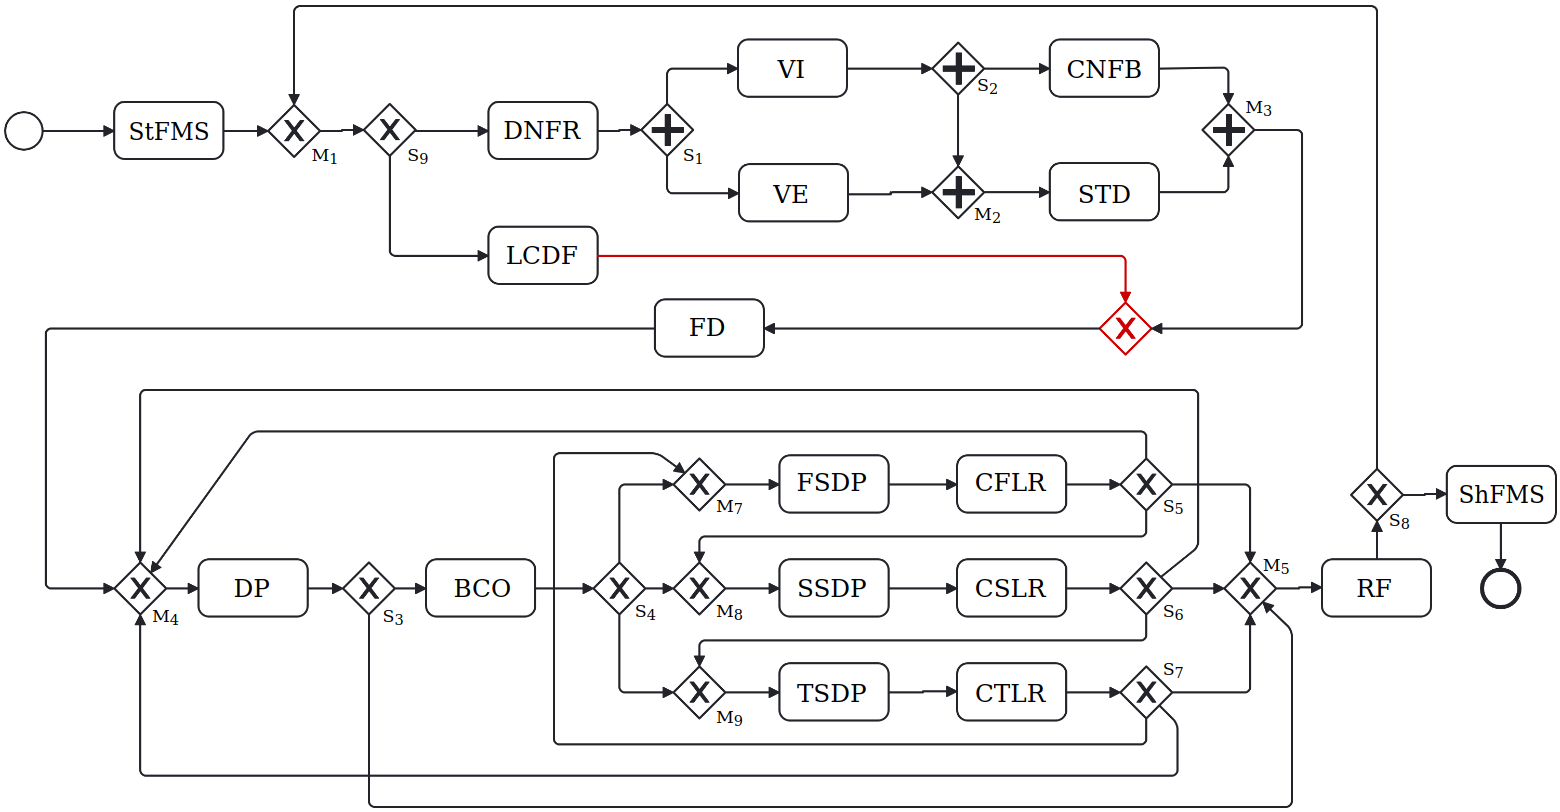 VI
CNFB
S2
M3
StFMS
DNFR
M1
S9
S1
VE
STD
M2
LCDF
FD
FSDP
CFLR
ShFMS
M7
S5
S8
M5
DP
BCO
SSDP
CSLR
RF
M4
S3
S4
M8
S6
S7
TSDP
CTLR
M9